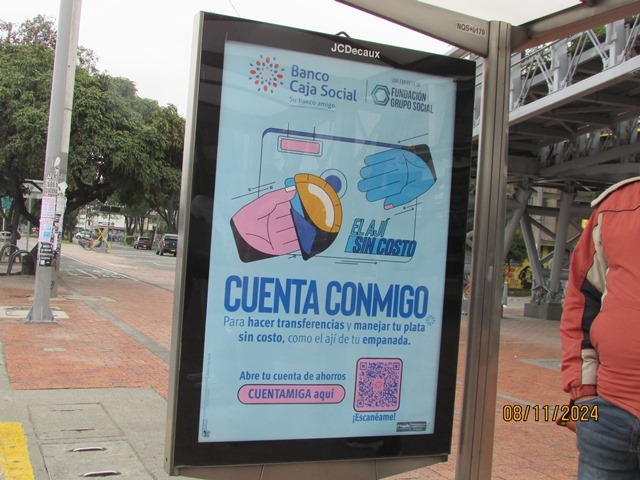 JCDecaux
NQS+0170
Banco
Caja Social
Su banco amigo.
FUNDACIÓN
GRUPO SOCIAL
EL AJÍ
SIN COSTO
CUENTA CONMIGO
Para hacer transferencias y manejar tu plata
sin costo, como el ají de tu empanada.
Abre tu cuenta de ahorros
CUENTAMIGA aquí
¡Escanéame!
08/11/2024